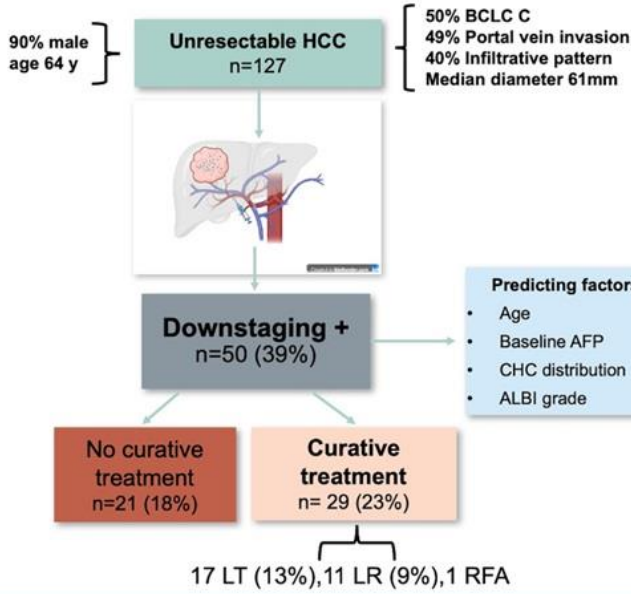 90% male
age 64 y
Unresectable HCC
n=127
50% BCLC C
49% Portal vein invasion
40% Infiltrative pattern
Median diameter 61mm
Downstaging +
n=50 (39%)
Predicting factor
• Age
• Baseline AFP
• CHC distribution
• ALBI grade
No curative
treatment
n=21 (18%)
Curative
treatment
n= 29 (23%)
17 LT (13%),11 LR (9%),1 RFA